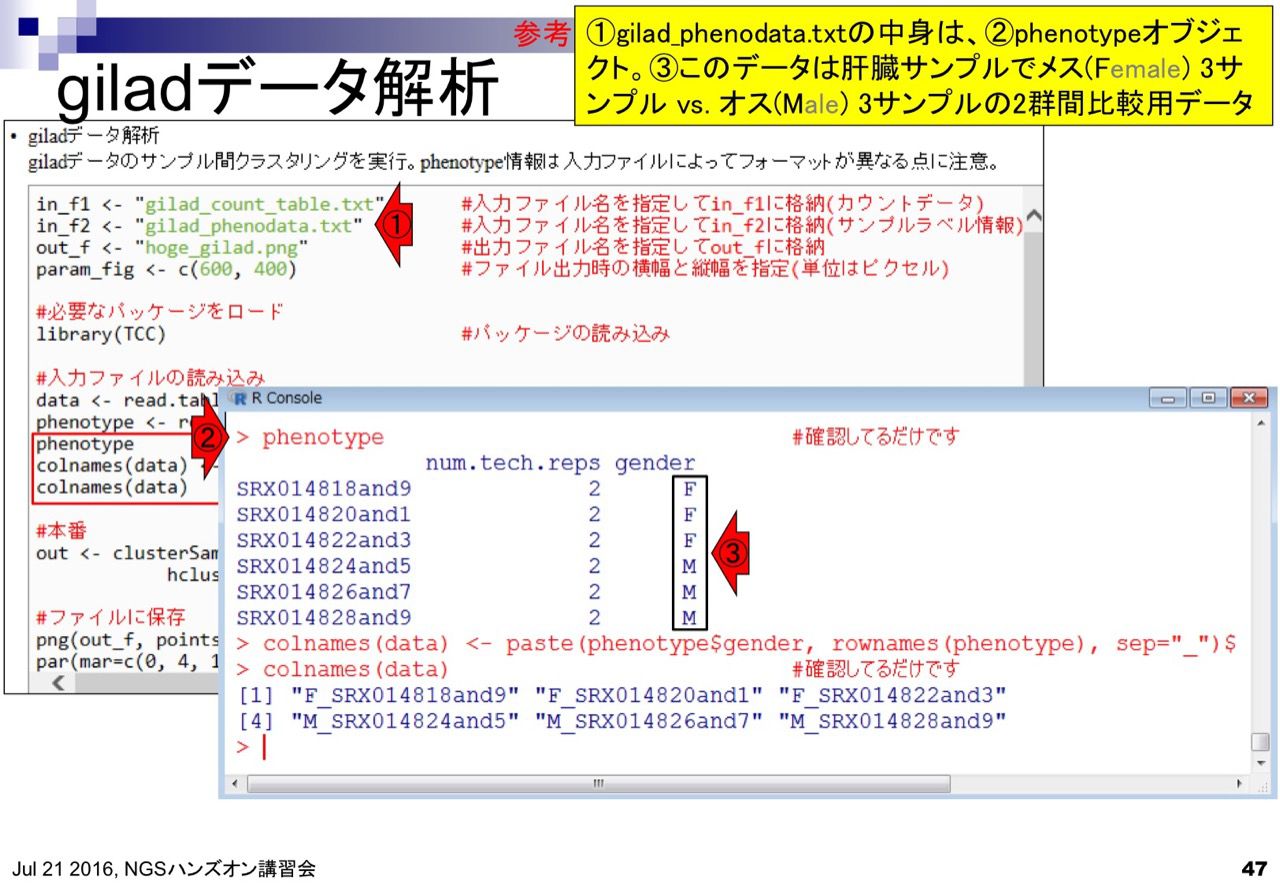 参考
①gilad_phenodata.txtの中身は、②phenotypeオブジェ
クト。③このデータは肝臓サンプルでメス(Female) 3サ
ンプル vs. オス(Male) 3サンプルの2群間比較用データ
giladデータ解析
• giladデータ解析
giladデータのサンプル間クラスタリングを実行。phenotype情報は入力ファイルによってフォーマットが異なる点に注意。
in_f1 <- "gilad_count_table.txt" #入力ファイル名を指定してin_f1に格納(カウントデータ)
in_f2 <- "gilad_phenodata.txt" #入力ファイル名を指定してin_f2に格納(サンプルラベル情報)
①
out_f <- "hoge_gilad.png" #出力ファイル名を指定してout_fに格納
param_fig <- c(600, 400) #ファイル出力時の横幅と縦幅を指定(単位はピクセル)
#必要なパッケージをロード
library(TCC) #パッケージの読み込み
#入力ファイルの読み込み
data <- read.tabl
phenotype <- r
phenotype
colnames(data) <-
colnames(data)
#本番
out <- clusterSam
hclus
#ファイルに保存
png(out_f, points
par(mar=c(0, 4, 1
R Console
②
> phenotype #確認してるだけです
num.tech.reps gender
SRX014818and9 2 F
SRX014820and1 2 F
SRX014822and3 2 F
SRX014824and5 2 M
SRX014826and7 2 M
SRX014828and9 2 M
③
> colnames(data) <- paste(phenotype$gender, rownames(phenotype), sep="_")$
> colnames(data) #確認してるだけです
[1] "F_SRX014818and9" "F_SRX014820and1" "F_SRX014822and3"
[4] "M_SRX014824and5" "M_SRX014826and7" "M_SRX014828and9"
>
Jul 21 2016, NGSハンズオン講習会
47